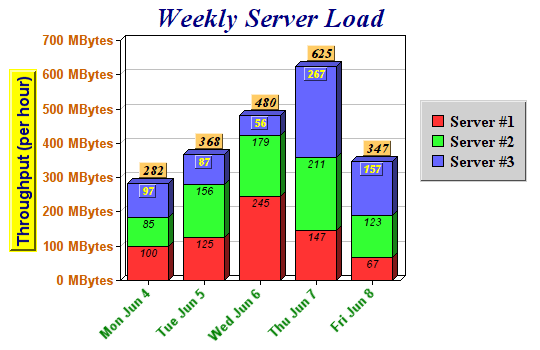 Weekly Server Load
Throughput (per hour)
700 MBytes
600 MBytes
500 MBytes
400 MBytes
300 MBytes
200 MBytes
100 MBytes
0 MBytes
282
97
85
100
368
87
156
125
480
56
179
245
625
267
211
147
347
157
123
67
Mon Jun 4
Tue Jun 5
Wed Jun 6
Thu Jun 7
Fri Jun 8
Server #1
Server #2
Server #3